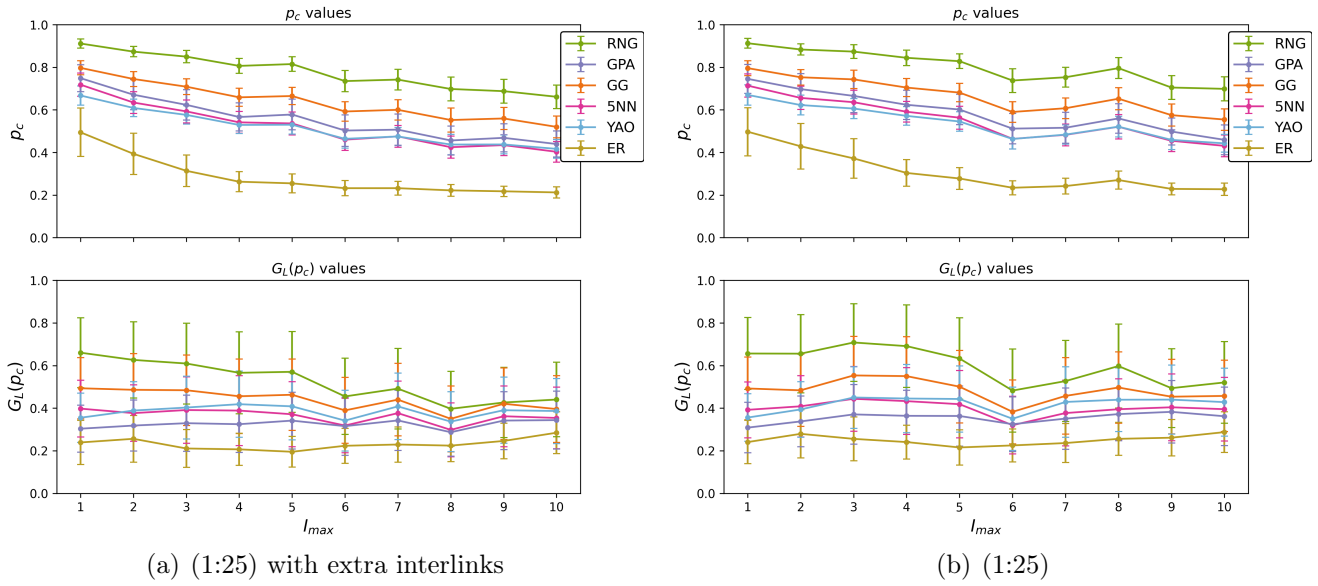 p_c values
p_c
1.0
0.8
0.6
0.4
0.2
0.0
RNG
GPA
GG
5NN
YAO
ER
G_L(p_c) values
G_L(p_c)
1.0
0.8
0.6
0.4
0.2
0.0
1 2 3 4 5 6 7 8 9 10
I_max
(a) (1:25) with extra interlinks
p_c values
p_c
1.0
0.8
0.6
0.4
0.2
0.0
RNG
GPA
GG
5NN
YAO
ER
G_L(p_c) values
G_L(p_c)
1.0
0.8
0.6
0.4
0.2
0.0
1 2 3 4 5 6 7 8 9 10
I_max
(b) (1:25)